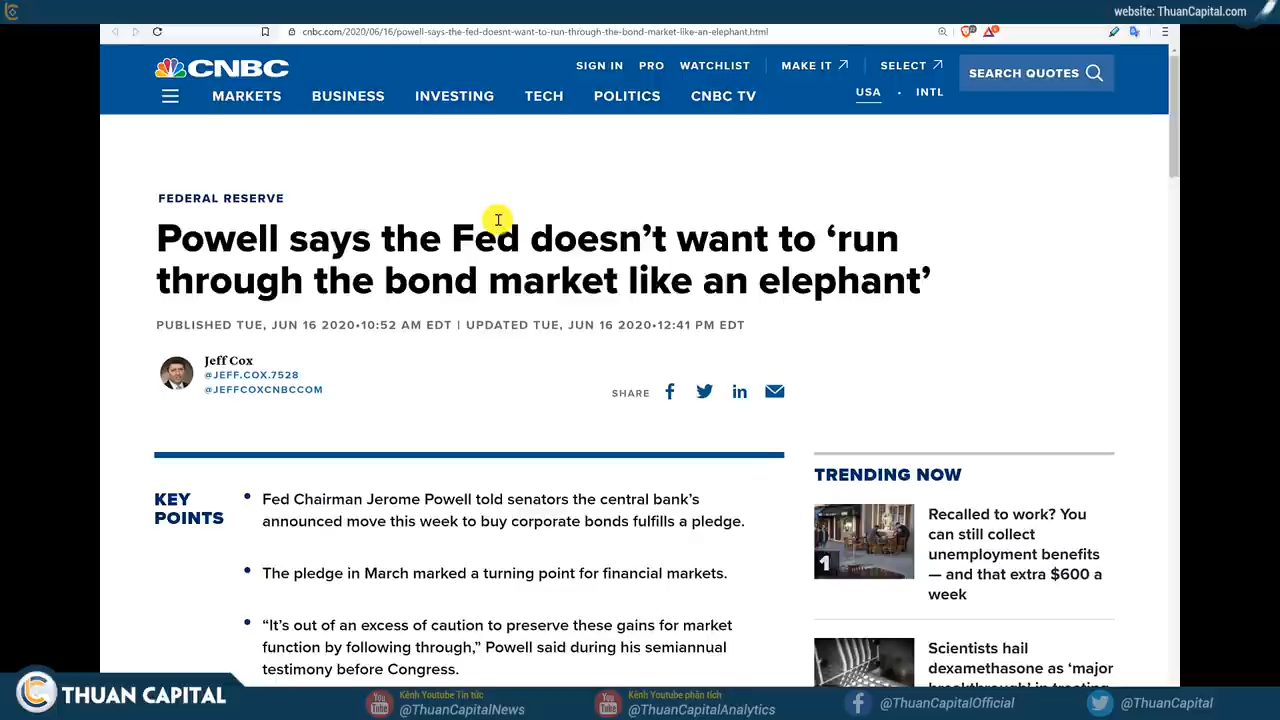 website: ThuanCapital.com
cnbc.com/2020/06/16/powell-says-the-fed-doesnt-want-to-run-through-the-bond-market-like-an-elephant.html
CNBC
SIGN IN PRO WATCHLIST MAKE IT SELECT
USA · INTL
SEARCH QUOTES
MARKETS BUSINESS INVESTING TECH POLITICS CNBC TV
FEDERAL RESERVE
Powell says the Fed doesn’t want to ‘run
through the bond market like an elephant’
PUBLISHED TUE, JUN 16 2020•10:52 AM EDT | UPDATED TUE, JUN 16 2020•12:41 PM EDT
Jeff Cox
@JEFF.COX.7528
@JEFFCOXCNBCCOM
SHARE
KEY
POINTS
• Fed Chairman Jerome Powell told senators the central bank’s
announced move this week to buy corporate bonds fulfills a pledge.
• The pledge in March marked a turning point for financial markets.
• “It’s out of an excess of caution to preserve these gains for market
function by following through,” Powell said during his semiannual
testimony before Congress.
TRENDING NOW
1
Recalled to work? You
can still collect
unemployment benefits
— and that extra $600 a
week
Scientists hail
dexamethasone as ‘major
THUAN CAPITAL
Kênh Youtube Tin tức
@ThuanCapitalNews
Kênh Youtube phân tích
@ThuanCapitalAnalytics
@ThuanCapitalOfficial
@ThuanCapital